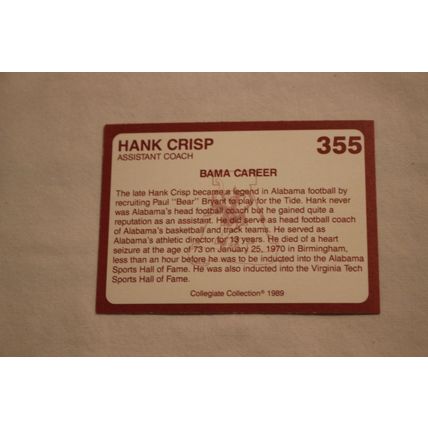 HANK CRISP 355
ASSISTANT COACH
BAMA CAREER
The late Hank Crisp became a legend in Alabama football by
recruiting Paul "Bear" Bryant to play for the Tide. Hank never
was Alabama's head football coach but he gained quite a
reputation as an assistant. He did serve as head football coach
of Alabama's basketball and track teams. He served as
Alabama's athletic director for 13 years. He died of a heart
seizure at the age of 73 on January 25, 1970 in Birmingham,
less than an hour before he was to be inducted into the Alabama
Sports Hall of Fame. He was also inducted into the Virginia Tech
Sports Hall of Fame.
Collegiate Collection® 1989